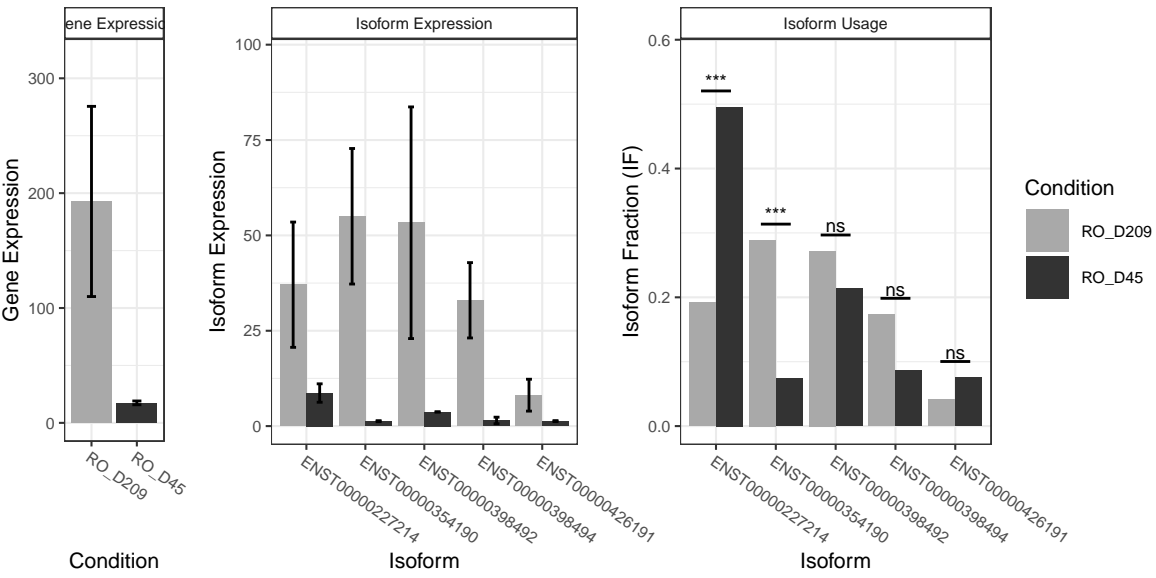 ene Expressio
Gene Expression
300
200
100
0
RO_D209
RO_D45
Condition
Isoform Expression
Isoform Expression
100
75
50
25
0
ENST00000227214
ENST00000354190
ENST00000398492
ENST00000398494
ENST00000426191
Isoform
Isoform Usage
Isoform Fraction (IF)
0.6
0.4
0.2
0.0
***
***
ns
ns
ns
ENST00000227214
ENST00000354190
ENST00000398492
ENST00000398494
ENST00000426191
Isoform
Condition
RO_D209
RO_D45